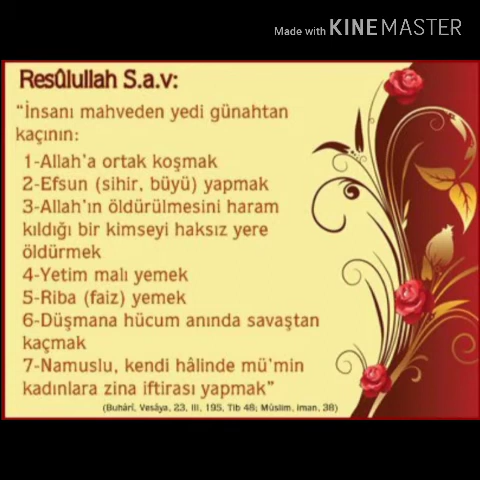 Made with KINEMASTER
Resûlullah S.a.v:
“İnsanı mahveden yedi günahtan
kaçının:
1-Allah'a ortak koşmak
2-Efsun (sihir, büyü) yapmak
3-Allah'ın öldürülmesini haram
kıldığı bir kimseyi haksız yere
öldürmek
4-Yetim malı yemek
5-Riba (faiz) yemek
6-Düşmana hücum anında savaştan
kaçmak
7-Namuslu, kendi hâlinde mü'min
kadınlara zina iftirası yapmak”
(Buhârî, Vesâya, 23, III, 195, Tib 48; Müslim, iman, 38)